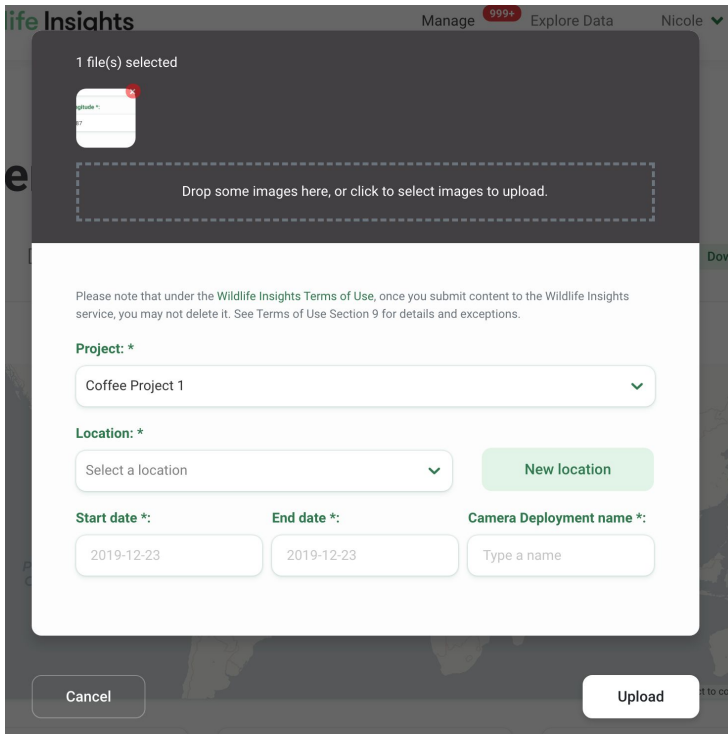 life Insights
Manage 999+ Explore Data Nicole
1 file(s) selected
ngitude *:
87
Drop some images here, or click to select images to upload.
Dow
Please note that under the Wildlife Insights Terms of Use, once you submit content to the Wildlife Insights
service, you may not delete it. See Terms of Use Section 9 for details and exceptions.
Project: *
Coffee Project 1
Location: *
Select a location
New location
Start date *: End date *: Camera Deployment name *:
2019-12-23 2019-12-23 Type a name
Cancel
Upload